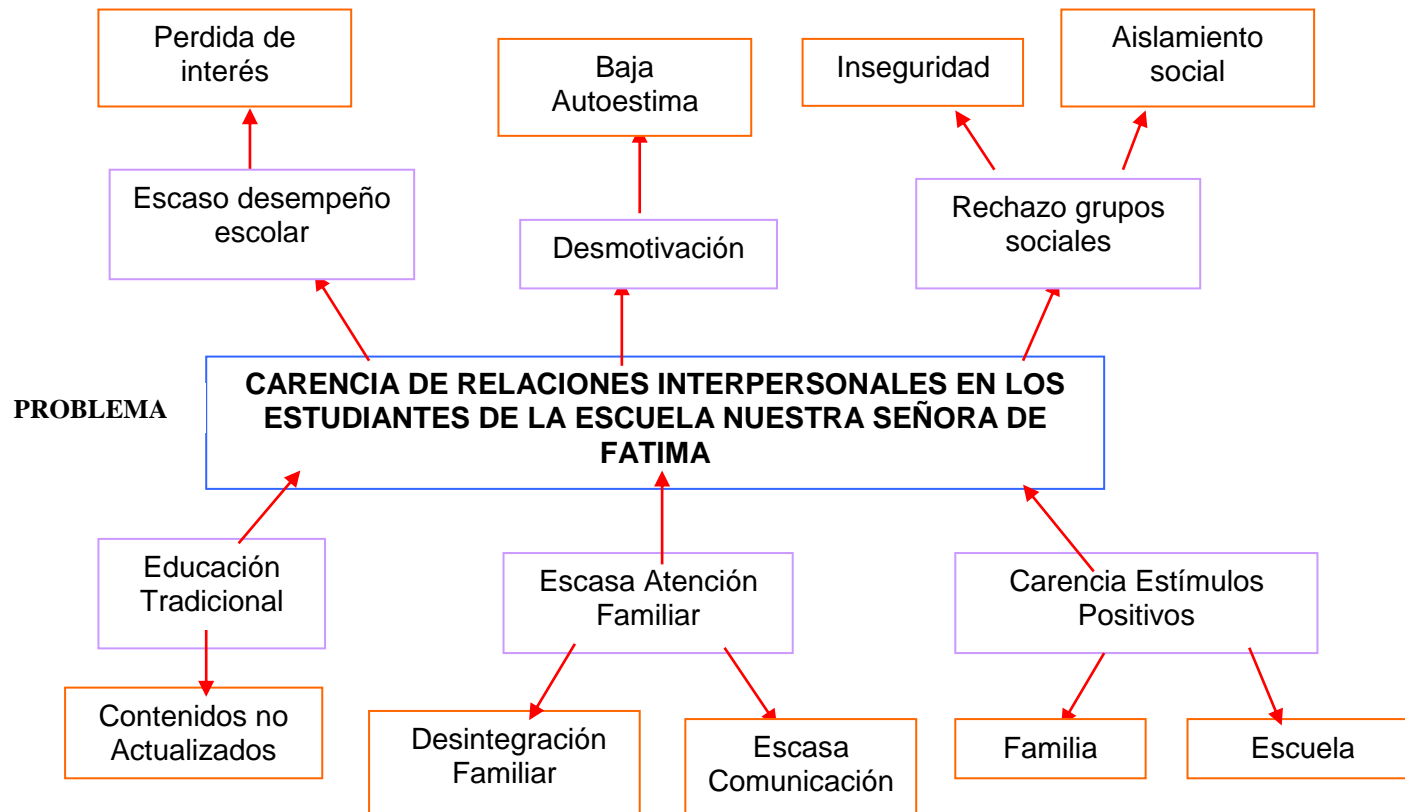 Perdida de
interés
Baja
Autoestima
Inseguridad
Aislamiento
social
Escaso desempeño
escolar
Desmotivación
Rechazo grupos
sociales
PROBLEMA
CARENCIA DE RELACIONES INTERPERSONALES EN LOS
ESTUDIANTES DE LA ESCUELA NUESTRA SEÑORA DE
FATIMA
Educación
Tradicional
Escasa Atención
Familiar
Carencia Estímulos
Positivos
Contenidos no
Actualizados
Desintegración
Familiar
Escasa
Comunicación
Familia
Escuela